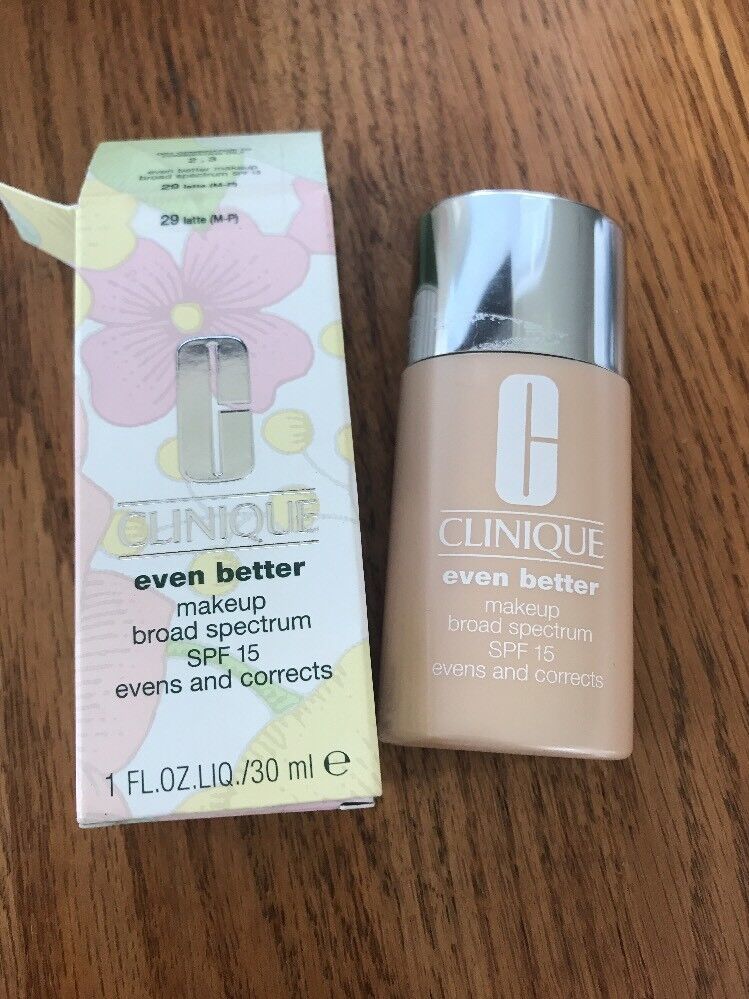 2, 3
even better makeup
broad spectrum SPF 15
29 latte (M-P)
29 latte (M-P)
CLINIQUE
even better
makeup
broad spectrum
SPF 15
evens and corrects
1 FL.OZ.LIQ./30 ml e
C
CLINIQUE
even better
makeup
broad spectrum
SPF 15
evens and corrects